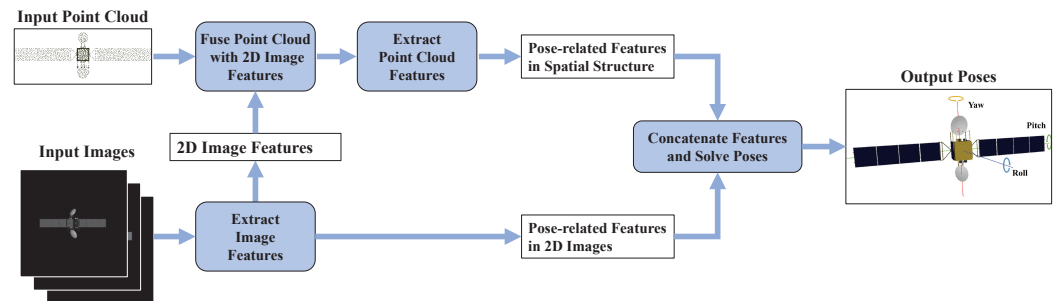 Input Point Cloud
Fuse Point Cloud
with 2D Image
Features
Extract
Point Cloud
Features
Pose-related Features
in Spatial Structure
Output Poses
Yaw
Pitch
Roll
2D Image Features
Concatenate Features
and Solve Poses
Input Images
Extract
Image
Features
Pose-related Features
in 2D Images